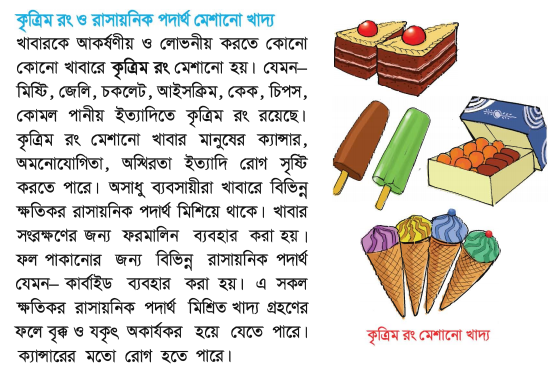 কৃত্রিম রং ও রাসায়নিক পদার্থ মেশানো খাদ্য
খাবারকে আকর্ষণীয় ও লোভনীয় করতে কোনো
কোনো খাবারে কৃত্রিম রং মেশানো হয়। যেমন–
মিষ্টি, জেলি, চকলেট, আইসক্রিম, কেক, চিপস,
কোমল পানীয় ইত্যাদিতে কৃত্রিম রং রয়েছে।
কৃত্রিম রং মেশানো খাবার মানুষের ক্যান্সার,
অমনোযোগিতা, অস্থিরতা ইত্যাদি রোগ সৃষ্টি
করতে পারে। অসাধু ব্যবসায়ীরা খাবারে বিভিন্ন
ক্ষতিকর রাসায়নিক পদার্থ মিশিয়ে থাকে। খাবার
সংরক্ষণের জন্য ফরমালিন ব্যবহার করা হয়।
ফল পাকানোর জন্য বিভিন্ন রাসায়নিক পদার্থ
যেমন– কার্বাইড ব্যবহার করা হয়। এ সকল
ক্ষতিকর রাসায়নিক পদার্থ মিশ্রিত খাদ্য গ্রহণের
ফলে বৃক্ক ও যকৃৎ অকার্যকর হয়ে যেতে পারে।
ক্যান্সারের মতো রোগ হতে পারে।
কৃত্রিম রং মেশানো খাদ্য